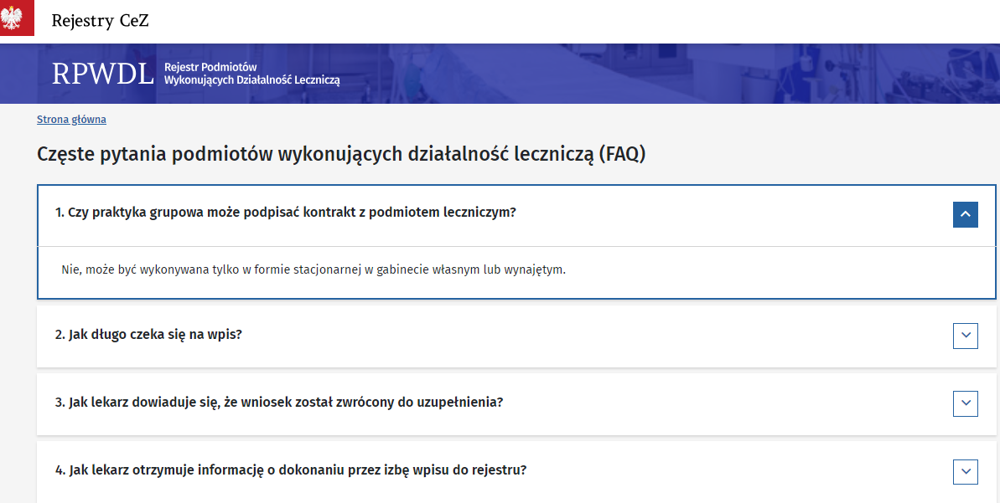 Rejestry CeZ
RPWDL
Rejestr Podmiotów
Wykonujących Działalność Leczniczą
Strona główna
Częste pytania podmiotów wykonujących działalność leczniczą (FAQ)
1. Czy praktyka grupowa może podpisać kontrakt z podmiotem leczniczym?
Nie, może być wykonywana tylko w formie stacjonarnej w gabinecie własnym lub wynajętym.
2. Jak długo czeka się na wpis?
3. Jak lekarz dowiaduje się, że wniosek został zwrócony do uzupełnienia?
4. Jak lekarz otrzymuje informację o dokonaniu przez izbę wpisu do rejestru?